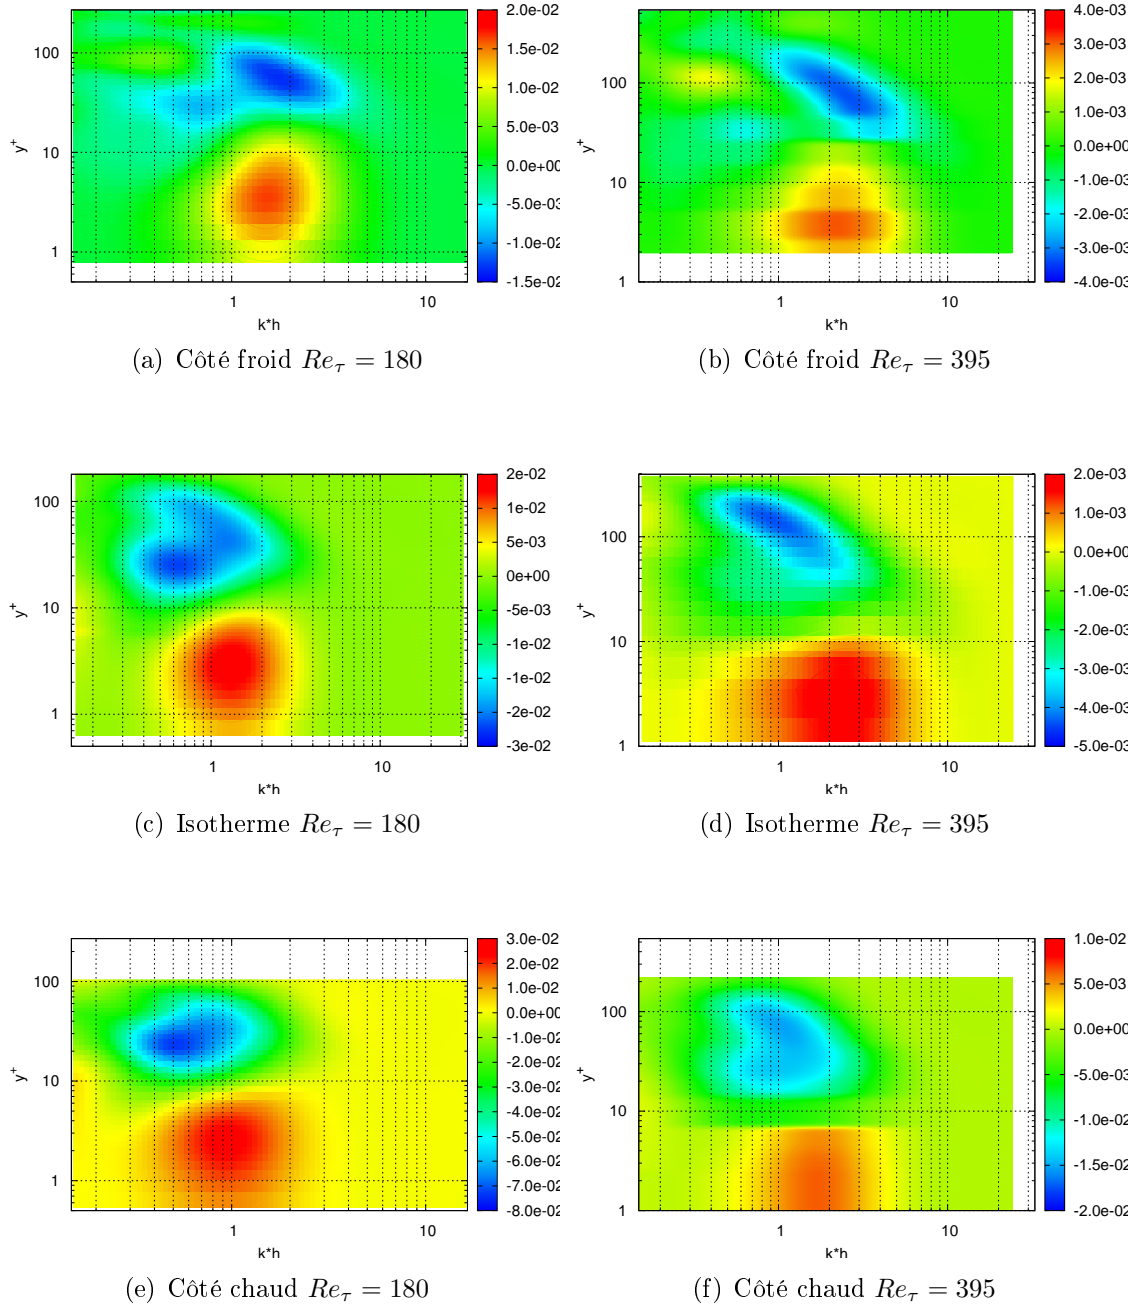 2.0e-02
1.5e-02
1.0e-02
5.0e-03
0.0e+00
-5.0e-03
-1.0e-02
-1.5e-02
100
10
1
y+
1 10
k*h
(a) Côté froid Reτ = 180
4.0e-03
3.0e-03
2.0e-03
1.0e-03
0.0e+00
-1.0e-03
-2.0e-03
-3.0e-03
-4.0e-03
100
10
1
y+
1 10
k*h
(b) Côté froid Reτ = 395
2e-02
1e-02
5e-03
0e+00
-5e-03
-1e-02
-2e-02
-2e-02
-3e-02
100
10
1
y+
1 10
k*h
(c) Isotherme Reτ = 180
2.0e-03
1.0e-03
0.0e+00
-1.0e-03
-2.0e-03
-3.0e-03
-4.0e-03
-5.0e-03
100
10
1
y+
1 10
k*h
(d) Isotherme Reτ = 395
3.0e-02
2.0e-02
1.0e-02
0.0e+00
-1.0e-02
-2.0e-02
-3.0e-02
-4.0e-02
-5.0e-02
-6.0e-02
-7.0e-02
-8.0e-02
100
10
1
y+
1 10
k*h
(e) Côté chaud Reτ = 180
1.0e-02
5.0e-03
0.0e+00
-5.0e-03
-1.0e-02
-1.5e-02
-2.0e-02
100
10
1
y+
1 10
k*h
(f) Côté chaud Reτ = 395